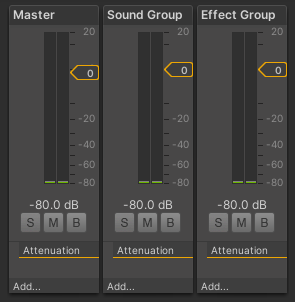 Master
20
0
-20
-40
-60
-80
-80.0 dB
S M B
Attenuation
Add...
Sound Group
20
0
-20
-40
-60
-80
-80.0 dB
S M B
Attenuation
Add...
Effect Group
20
0
-20
-40
-60
-80
-80.0 dB
S M B
Attenuation
Add...